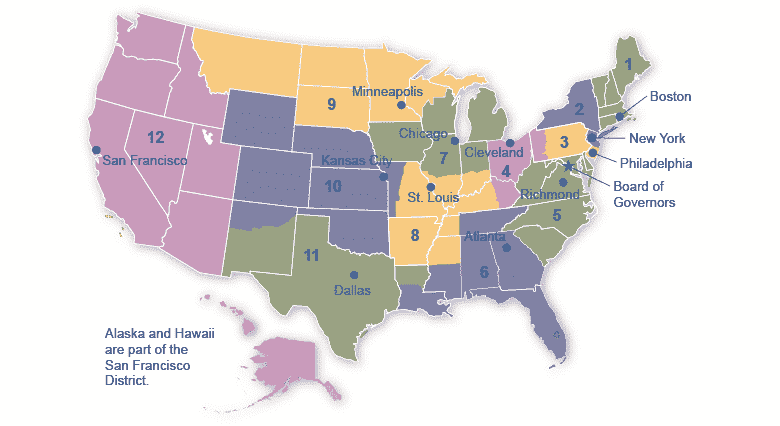 1
Minneapolis
Boston
9
2
Chicago
New York
12
3
San Francisco
Kansas City
7
Cleveland
Philadelphia
4
10
St. Louis
Richmond
Board of
Governors
5
8
Atlanta
11
6
Dallas
Alaska and Hawaii
are part of the
San Francisco
District.